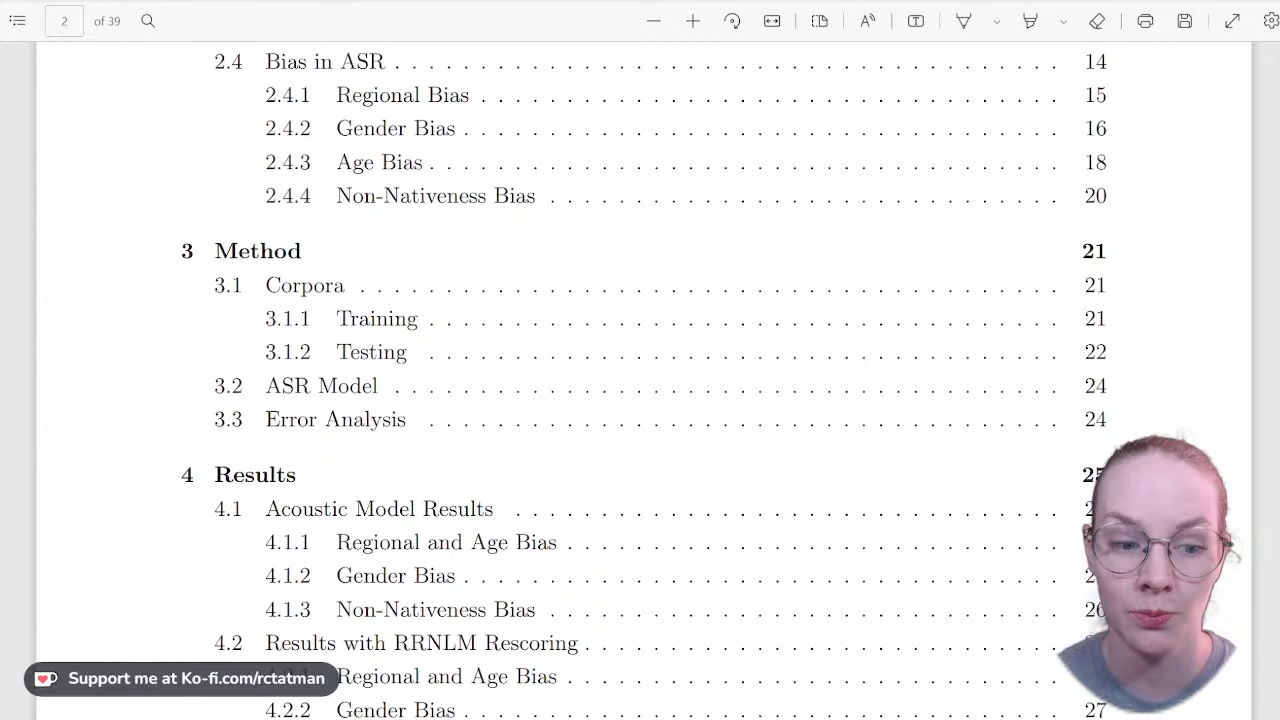 2 of 39
2.4 Bias in ASR 14
2.4.1 Regional Bias 15
2.4.2 Gender Bias 16
2.4.3 Age Bias 18
2.4.4 Non-Nativeness Bias 20
3 Method 21
3.1 Corpora 21
3.1.1 Training 21
3.1.2 Testing 22
3.2 ASR Model 24
3.3 Error Analysis 24
4 Results 25
4.1 Acoustic Model Results
4.1.1 Regional and Age Bias
4.1.2 Gender Bias
4.1.3 Non-Nativeness Bias 26
4.2 Results with RRNLM Rescoring
Regional and Age Bias
Support me at Ko-fi.com/rctatman
4.2.2 Gender Bias 27